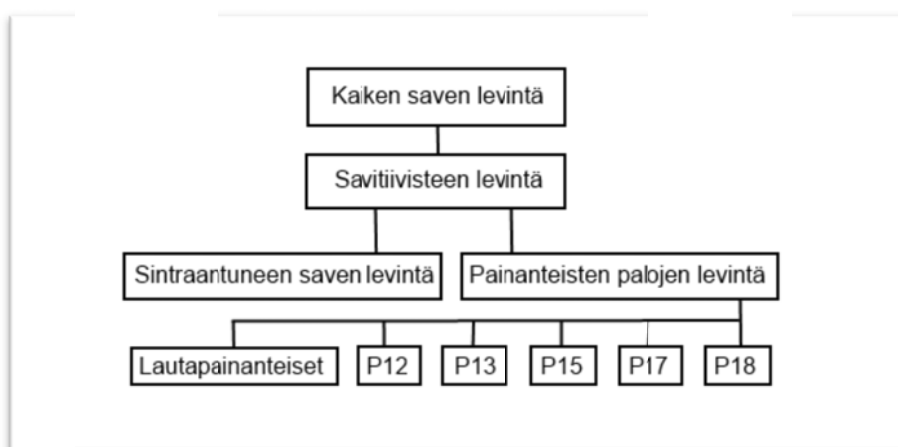 Kaiken saven levintä
Savitiivisteen levintä
Sintraantuneen saven levintä
Painanteisten palojen levintä
Lautapainanteiset
P12
P13
P15
P17
P18